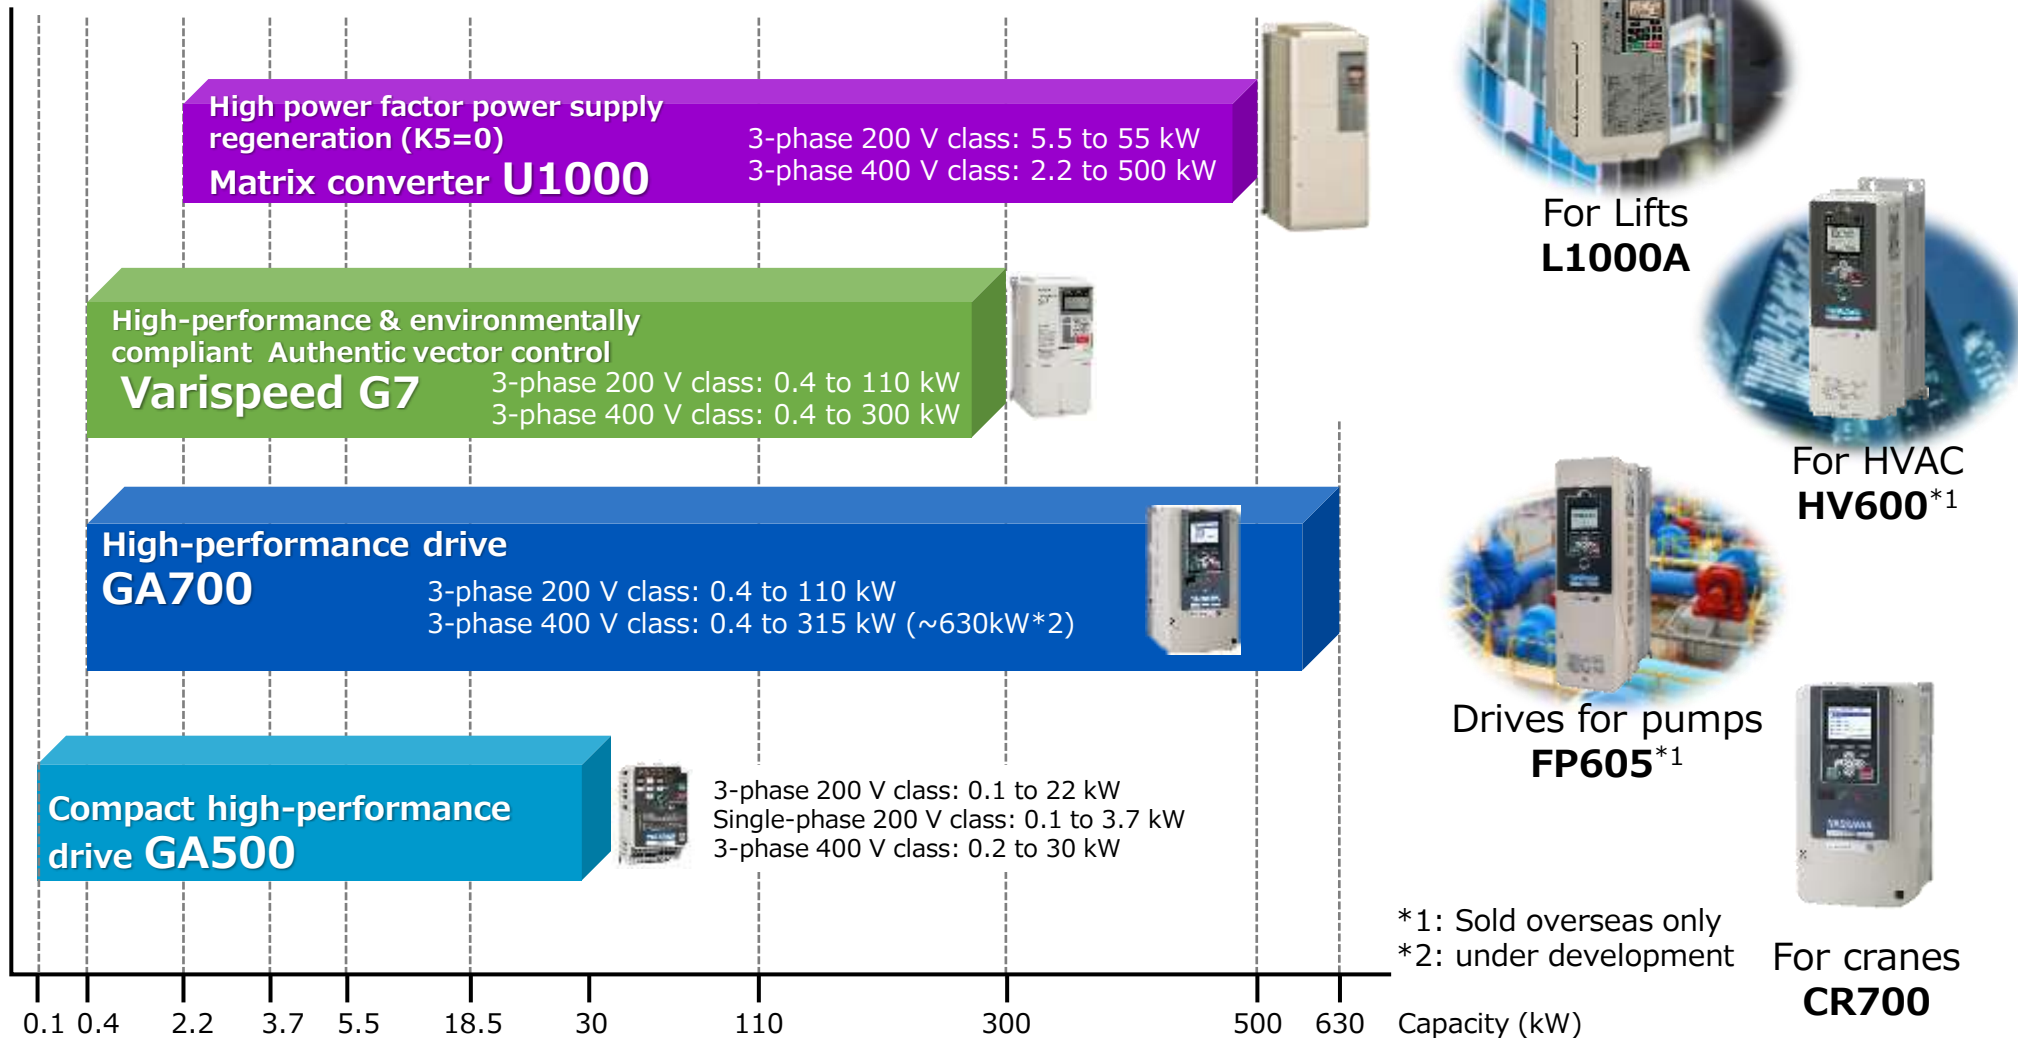 High power factor power supply
regeneration (K5=0)
Matrix converter U1000
3-phase 200 V class: 5.5 to 55 kW
3-phase 400 V class: 2.2 to 500 kW
High-performance & environmentally
compliant Authentic vector control
Varispeed G7
3-phase 200 V class: 0.4 to 110 kW
3-phase 400 V class: 0.4 to 300 kW
High-performance drive
GA700
3-phase 200 V class: 0.4 to 110 kW
3-phase 400 V class: 0.4 to 315 kW (~630kW*2)
Compact high-performance
drive GA500
3-phase 200 V class: 0.1 to 22 kW
Single-phase 200 V class: 0.1 to 3.7 kW
3-phase 400 V class: 0.2 to 30 kW
0.1 0.4 2.2 3.7 5.5 18.5 30 110 300 500 630 Capacity (kW)
For Lifts
L1000A
For HVAC
HV600*1
Drives for pumps
FP605*1
*1: Sold overseas only
*2: under development
For cranes
CR700